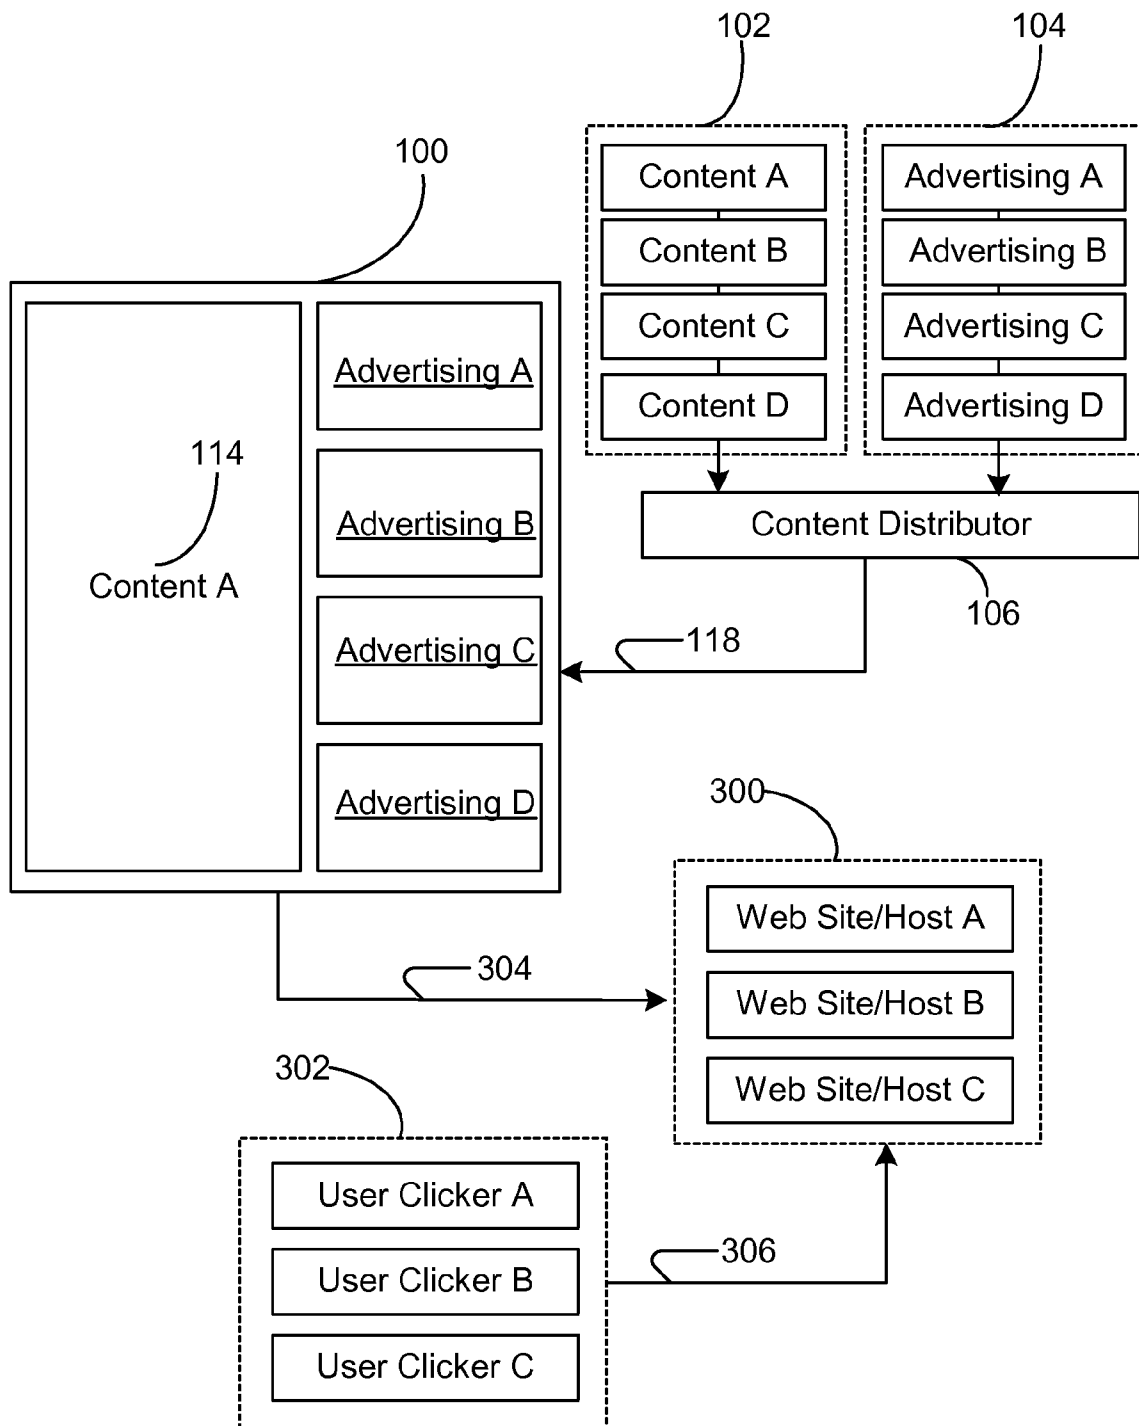 102
104
100
Content A
Content B
Content C
Content D
Advertising A
Advertising B
Advertising C
Advertising D
Advertising A
Advertising B
Advertising C
Advertising D
114
Content A
Content Distributor
106
118
300
Web Site/Host A
Web Site/Host B
Web Site/Host C
304
302
User Clicker A
User Clicker B
User Clicker C
306